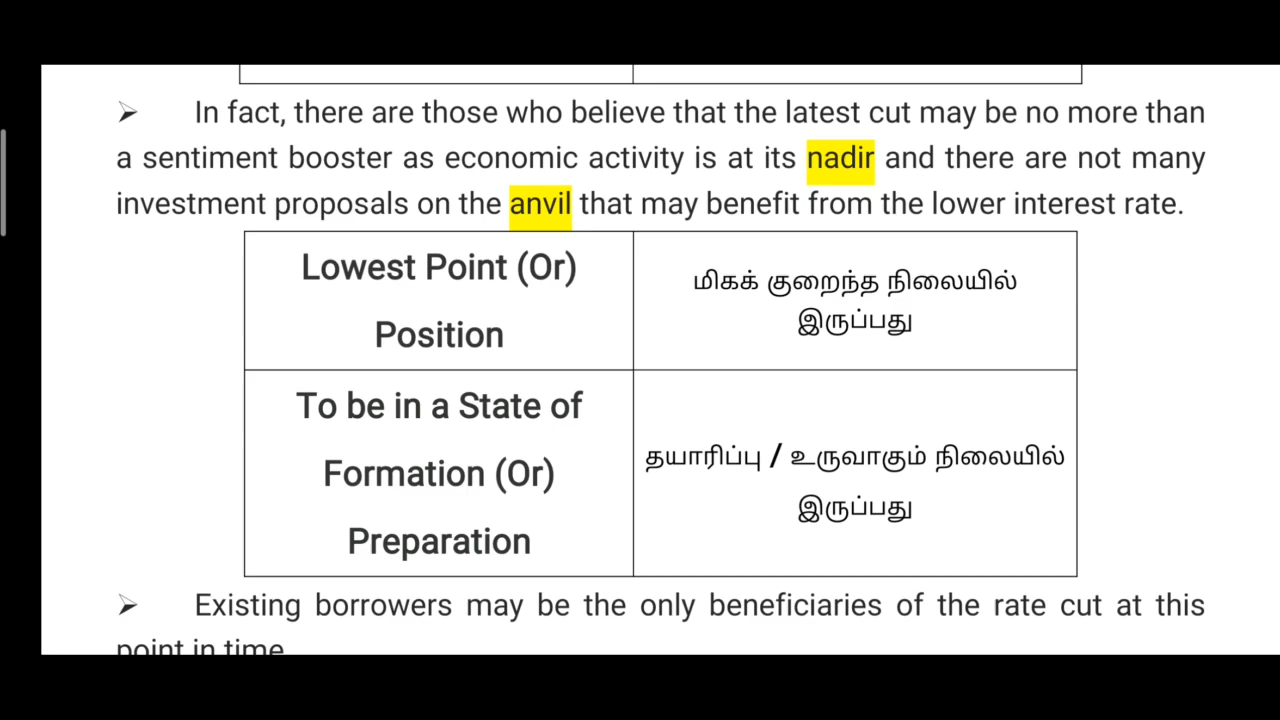 ➢ In fact, there are those who believe that the latest cut may be no more than
a sentiment booster as economic activity is at its nadir and there are not many
investment proposals on the anvil that may benefit from the lower interest rate.
Lowest Point (Or)
Position
மிகக் குறைந்த நிலையில்
இருப்பது
To be in a State of
Formation (Or)
Preparation
தயாரிப்பு / உருவாகும் நிலையில்
இருப்பது
➢ Existing borrowers may be the only beneficiaries of the rate cut at this
point in time